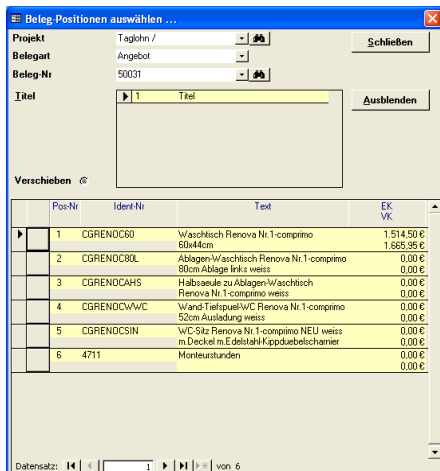 Beleg-Positionen auswählen ...
Projekt Taglohn / Schließen
Belegart Angebot
Beleg-Nr 50031
Titel 1 Titel Ausblenden
Verschieben
Pos-Nr Ident-Nr Text EK
VK
1 CGRENOC60 Waschtisch Renova Nr.1-comprimo 1.514,50 €
60x44cm 1.665,95 €
2 CGRENOC80L Ablagen-Waschtisch Renova Nr.1-comprimo 0,00 €
80cm Ablage links weiss 0,00 €
3 CGRENOCAHS Halbsaeule zu Ablagen-Waschtisch 0,00 €
Renova Nr.1-comprimo weiss 0,00 €
4 CGRENOCWWC Wand-Tiefspuel-WC Renova Nr.1-comprimo 0,00 €
52cm Ausladung weiss 0,00 €
5 CGRENOCSIN WC-Sitz Renova Nr.1-comprimo NEU weiss 0,00 €
m.Deckel m.Edelstahl-Kippduebelscharnier 0,00 €
6 4711 Monteurstunden 0,00 €
0,00 €
Datensatz: 1 von 6